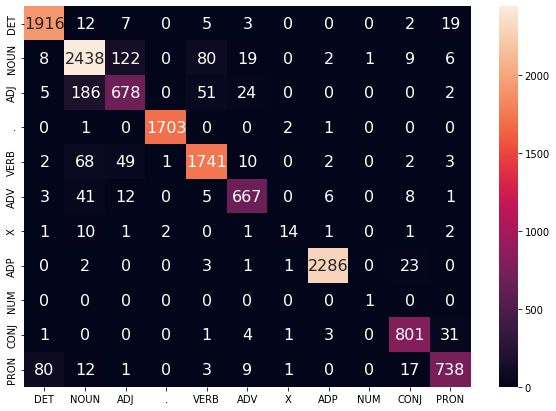 DET 1916 12 7 0 5 3 0 0 0 2 19
NOUN 8 2438 122 0 80 19 0 2 1 9 6
ADJ 5 186 678 0 51 24 0 0 0 0 2
. 0 1 0 1703 0 0 2 1 0 0 0
VERB 2 68 49 1 1741 10 0 2 0 2 3
ADV 3 41 12 0 5 667 0 6 0 8 1
X 1 10 1 2 0 1 14 1 0 1 2
ADP 0 2 0 0 3 1 1 2286 0 23 0
NUM 0 0 0 0 0 0 0 0 1 0 0
CONJ 1 0 0 0 1 4 1 3 0 801 31
PRON 80 12 1 0 3 9 1 0 0 17 738
DET NOUN ADJ . VERB ADV X ADP NUM CONJ PRON
2000
1500
1000
500
0